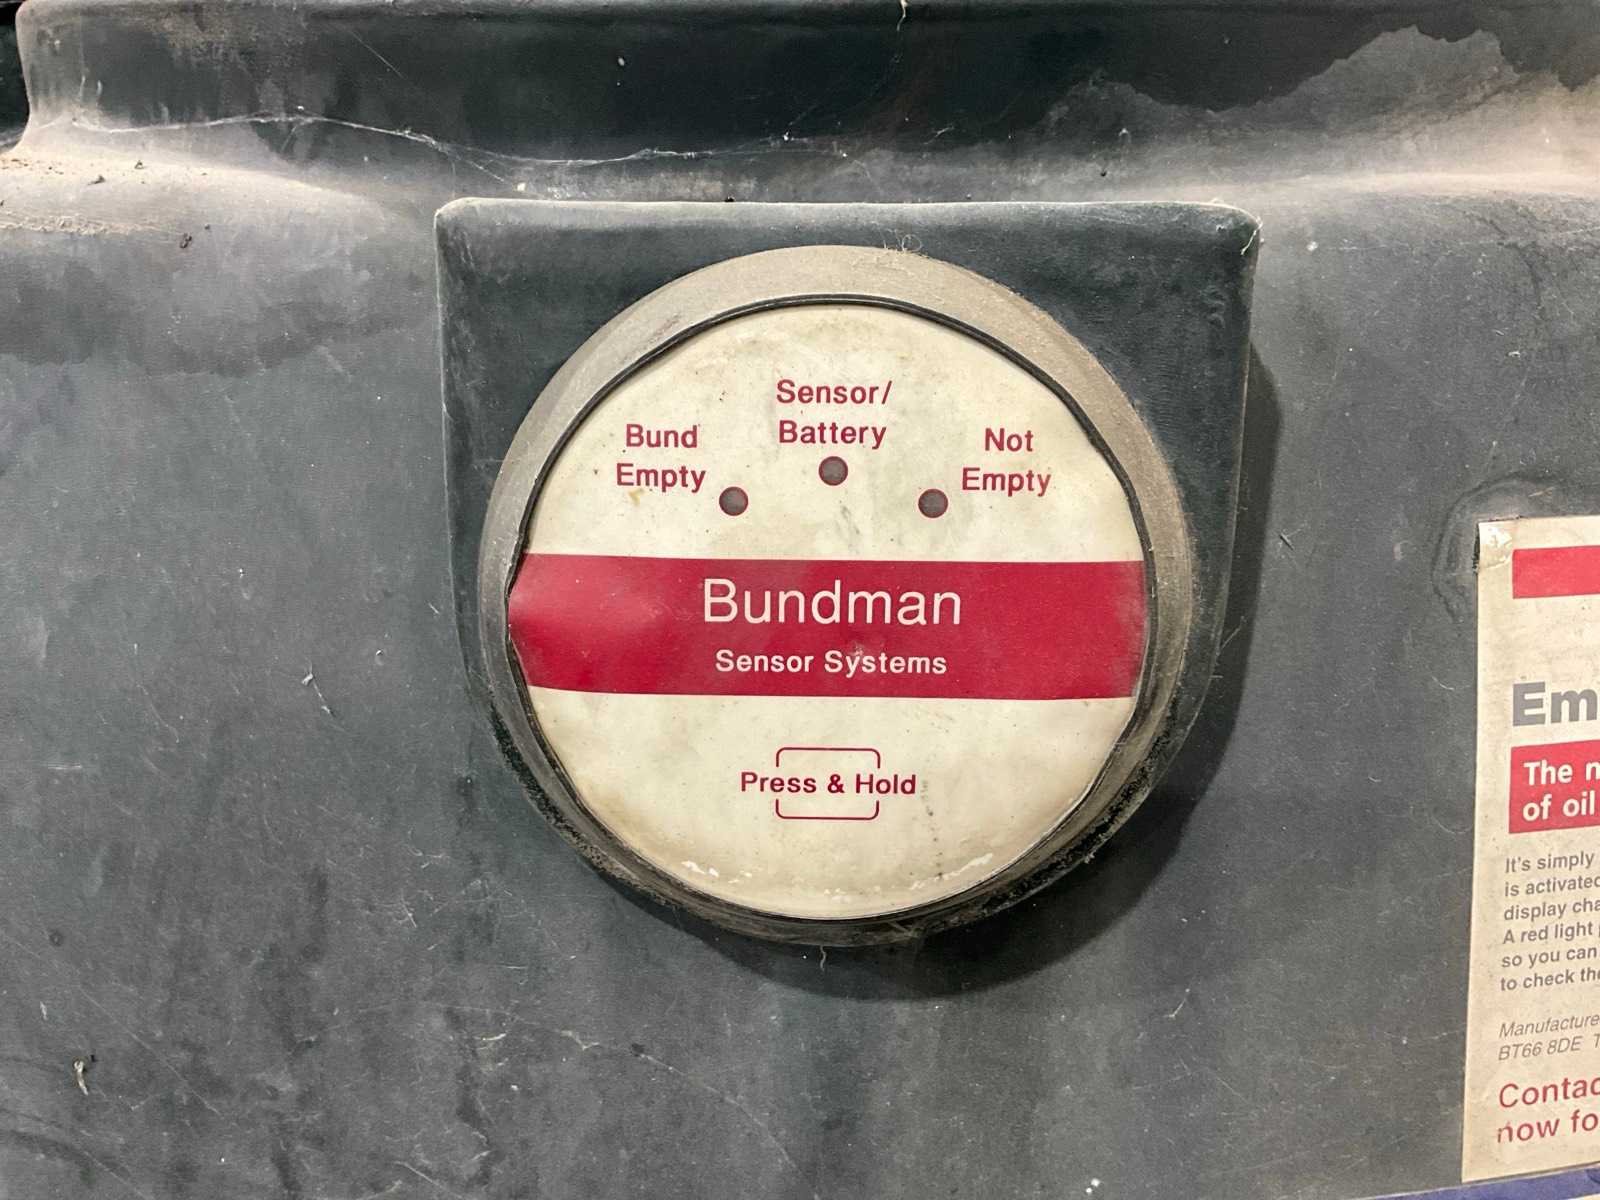 Sensor/
Battery
Bund
Empty
Not
Empty
Bundman
Sensor Systems
Press & Hold
Em
The n
of oil
It's simply
is activated
display cha
A red light
so you can
to check the
Manufacture
BT66 8DE T
Contac
now fo